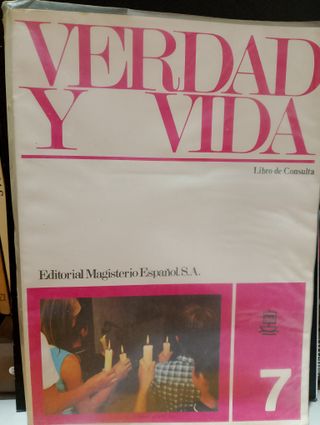 VERDAD
Y VIDA
Libro de Consulta
Editorial Magisterio Español, S.A.
7